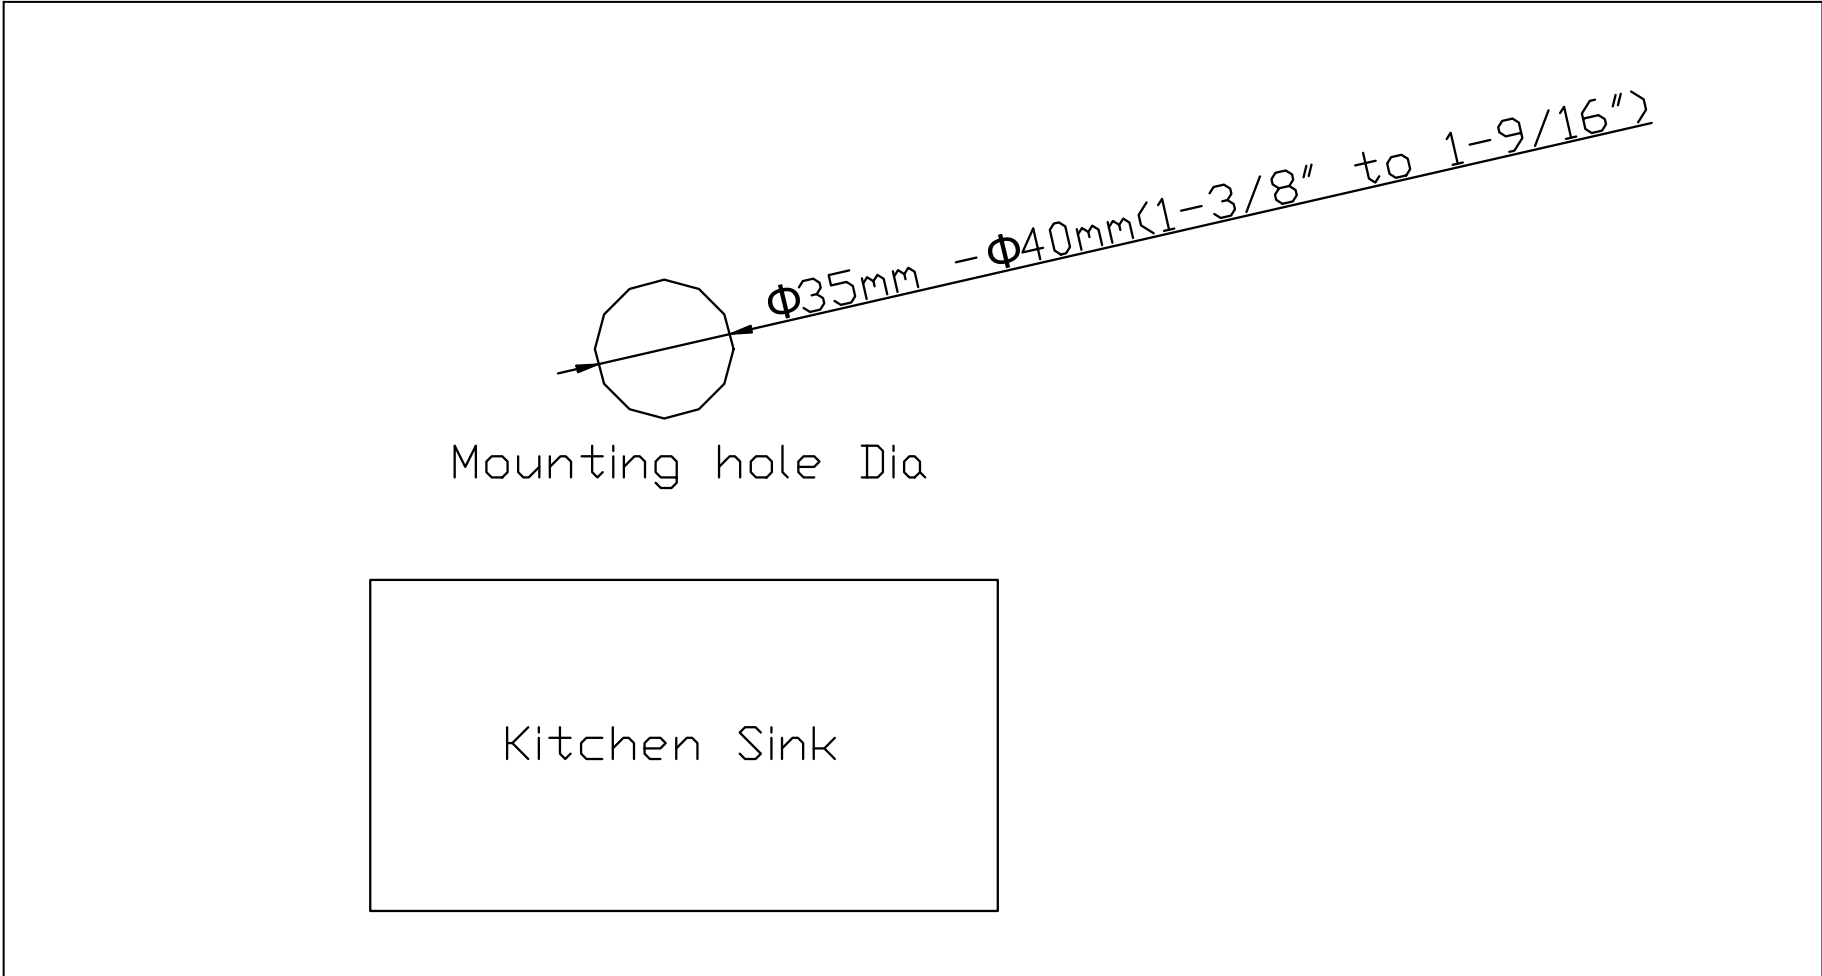 Φ35mm -Φ40mm(1-3/8" to 1-9/16")
Mounting hole Dia
Kitchen Sink